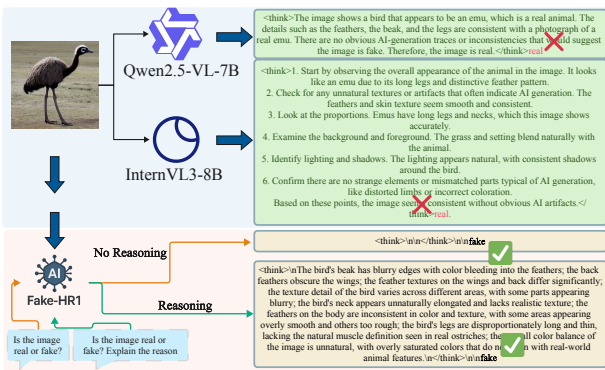 <think>The image shows a bird that appears to be an emu, which is a real animal. The
details such as the feathers, the beak, and the legs are consistent with a photograph of a
real emu. There are no obvious AI-generation traces or inconsistencies that would suggest
the image is fake. Therefore, the image is real.</think>real
Qwen2.5-VL-7B
<think>1. Start by observing the overall appearance of the animal in the image. It looks
like an emu due to its long legs and distinctive feather pattern.
2. Check for any unnatural textures or artifacts that often indicate AI generation. The
feathers and skin texture seem smooth and consistent.
3. Look at the proportions. Emus have long legs and necks, which this image shows
accurately.
4. Examine the background and foreground. The grass and setting blend naturally with
the animal.
5. Identify lighting and shadows. The lighting appears natural, with consistent shadows
around the bird.
6. Confirm there are no strange elements or mismatched parts typical of AI generation,
like distorted limbs or incorrect coloration.
Based on these points, the image seems consistent without obvious AI artifacts.</
think>real.
InternVL3-8B
No Reasoning
<think>\n\n</think>\n\nfake
AI
Fake-HR1
Reasoning
<think>\nThe bird's beak has blurry edges with color bleeding into the feathers; the back
feathers obscure the wings; the feather textures on the wings and back differ significantly;
the texture detail of the bird varies across different areas, with some parts appearing
blurry; the bird's neck appears unnaturally elongated and lacks realistic texture; the
feathers on the body are inconsistent in color and texture, with some areas appearing
overly smooth and others too rough; the bird's legs are disproportionately long and thin,
lacking the natural muscle definition seen in real ostriches; the color balance
of the image is unnatural, with overly saturated colors that do with real-world
animal features.\n</think>\n\nfake
Is the image
real or fake?
Is the image real or
fake? Explain the reason